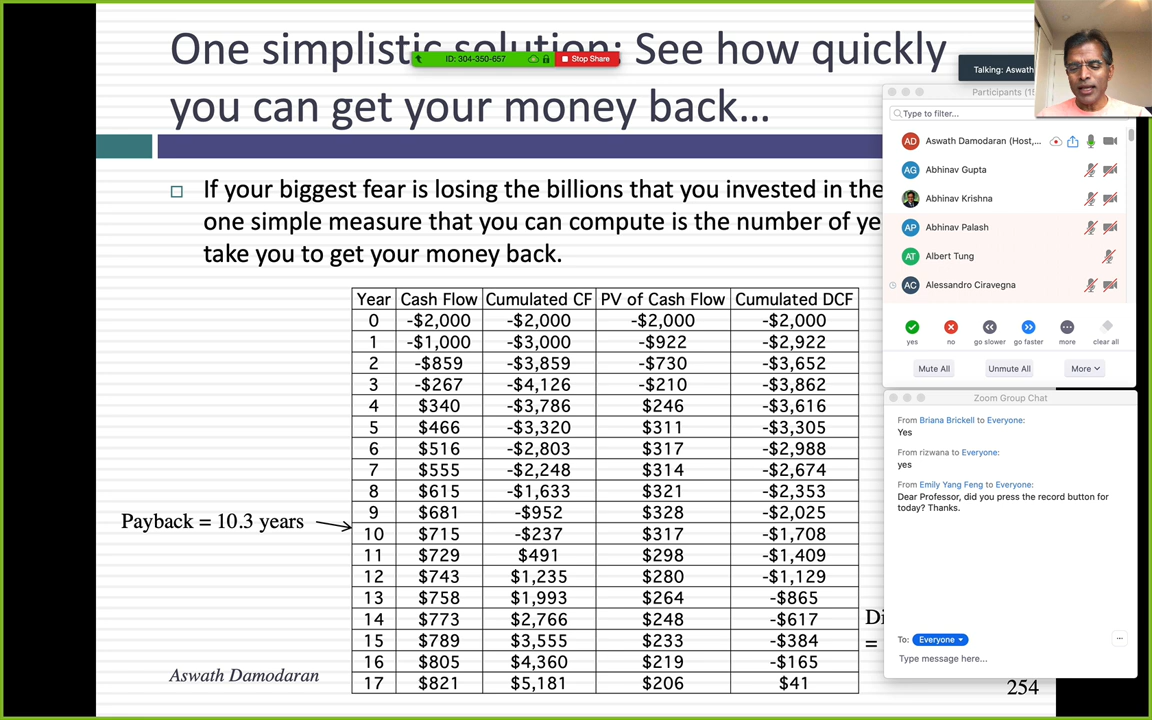 One simplistic solution: See how quickly
you can get your money back...
ID: 304-350-657
Stop Share
Talking: Aswath
If your biggest fear is losing the billions that you invested in the
one simple measure that you can compute is the number of ye
take you to get your money back.
Year Cash Flow Cumulated CF PV of Cash Flow Cumulated DCF
0 -$2,000 -$2,000 -$2,000 -$2,000
1 -$1,000 -$3,000 -$922 -$2,922
2 -$859 -$3,859 -$730 -$3,652
3 -$267 -$4,126 -$210 -$3,862
4 $340 -$3,786 $246 -$3,616
5 $466 -$3,320 $311 -$3,305
6 $516 -$2,803 $317 -$2,988
7 $555 -$2,248 $314 -$2,674
8 $615 -$1,633 $321 -$2,353
9 $681 -$952 $328 -$2,025
10 $715 -$237 $317 -$1,708
11 $729 $491 $298 -$1,409
12 $743 $1,235 $280 -$1,129
13 $758 $1,993 $264 -$865
14 $773 $2,766 $248 -$617
15 $789 $3,555 $233 -$384
16 $805 $4,360 $219 -$165
17 $821 $5,181 $206 $41
Payback = 10.3 years
Di
=
Aswath Damodaran
254
Participants (1
Type to filter...
AD Aswath Damodaran (Host,...
AG Abhinav Gupta
Abhinav Krishna
AP Abhinav Palash
AT Albert Tung
AC Alessandro Ciravegna
yes no go slower go faster more clear all
Mute All Unmute All More
Zoom Group Chat
From Briana Brickell to Everyone:
Yes
From rizwana to Everyone:
yes
From Emily Yang Feng to Everyone:
Dear Professor, did you press the record button for
today? Thanks.
To: Everyone
Type message here...